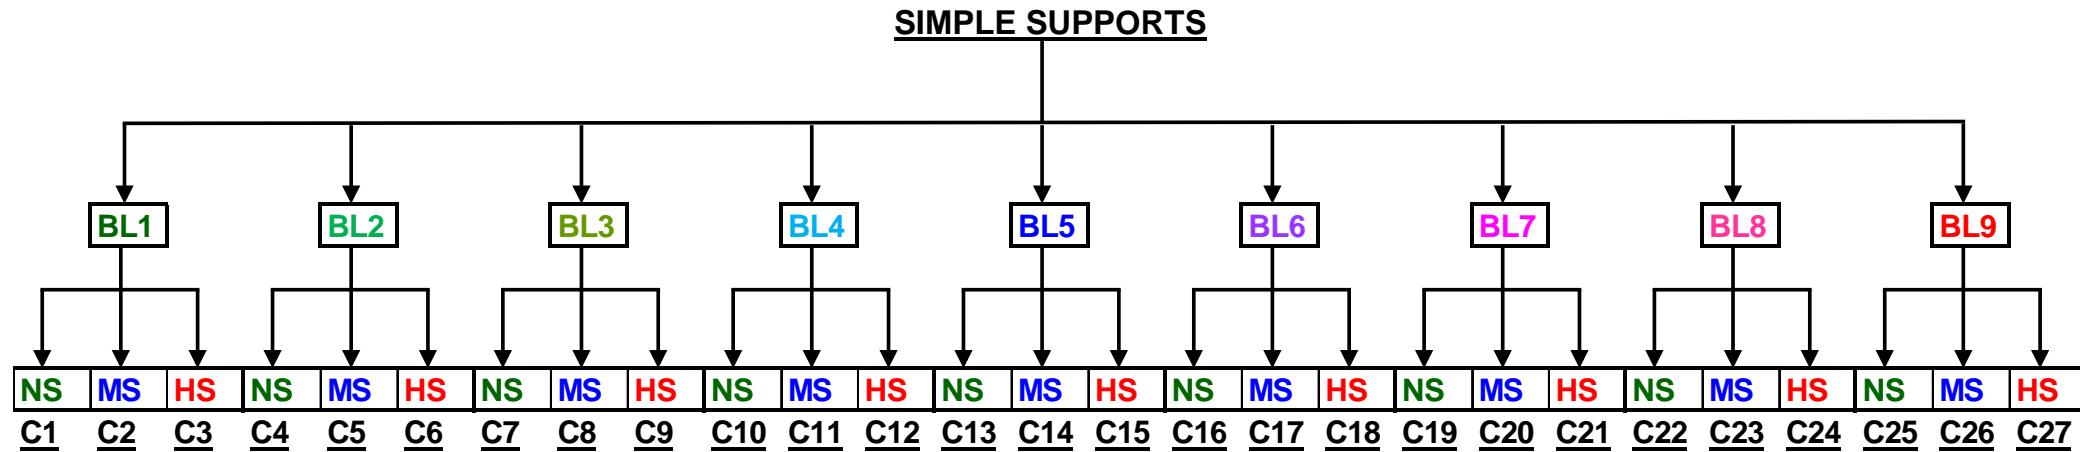 SIMPLE SUPPORTS
BL1 BL2 BL3 BL4 BL5 BL6 BL7 BL8 BL9
NS MS HS NS MS HS NS MS HS NS MS HS NS MS HS NS MS HS NS MS HS NS MS HS NS MS HS
C1 C2 C3 C4 C5 C6 C7 C8 C9 C10 C11 C12 C13 C14 C15 C16 C17 C18 C19 C20 C21 C22 C23 C24 C25 C26 C27